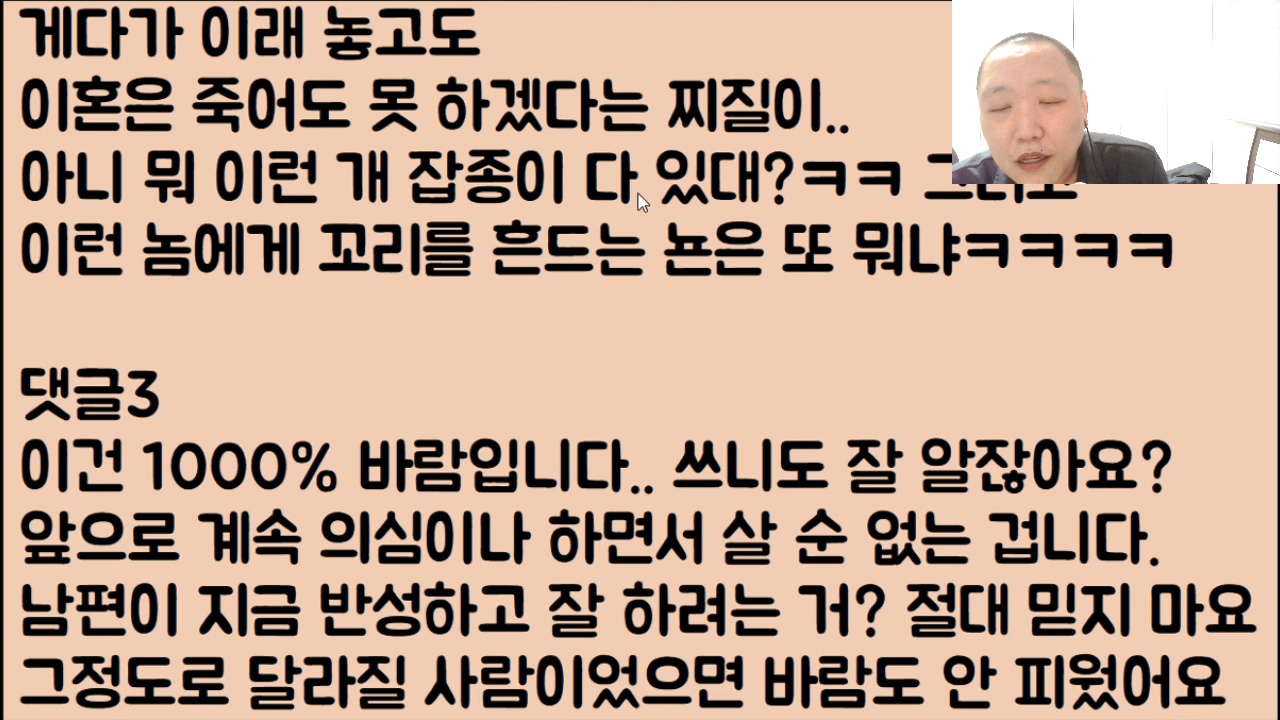 게다가 이래 놓고도
이혼은 죽어도 못 하겠다는 찌질이..
아니 뭐 이런 개 잡종이 다 있대?ㅋㅋ
이런 놈에게 꼬리를 흔드는 뇬은 또 뭐냐ㅋㅋㅋㅋ
댓글3
이건 1000% 바람입니다.. 쓰니도 잘 알잖아요?
앞으로 계속 의심이나 하면서 살 순 없는 겁니다.
남편이 지금 반성하고 잘 하려는 거? 절대 믿지 마요
그정도로 달라질 사람이었으면 바람도 안 피웠어요